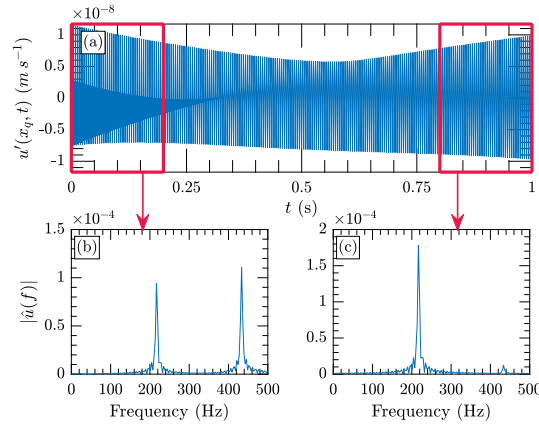 ×10⁻⁸
(a)
u′(x_q, t) (m s⁻¹)
1
0.5
0
-0.5
-1
0 0.25 0.5 0.75 1
t (s)
×10⁻⁴
(b)
|û(f)|
1.5
1
0.5
0
0 100 200 300 400 500
Frequency (Hz)
×10⁻⁴
(c)
2
1.5
1
0.5
0
0 100 200 300 400 500
Frequency (Hz)